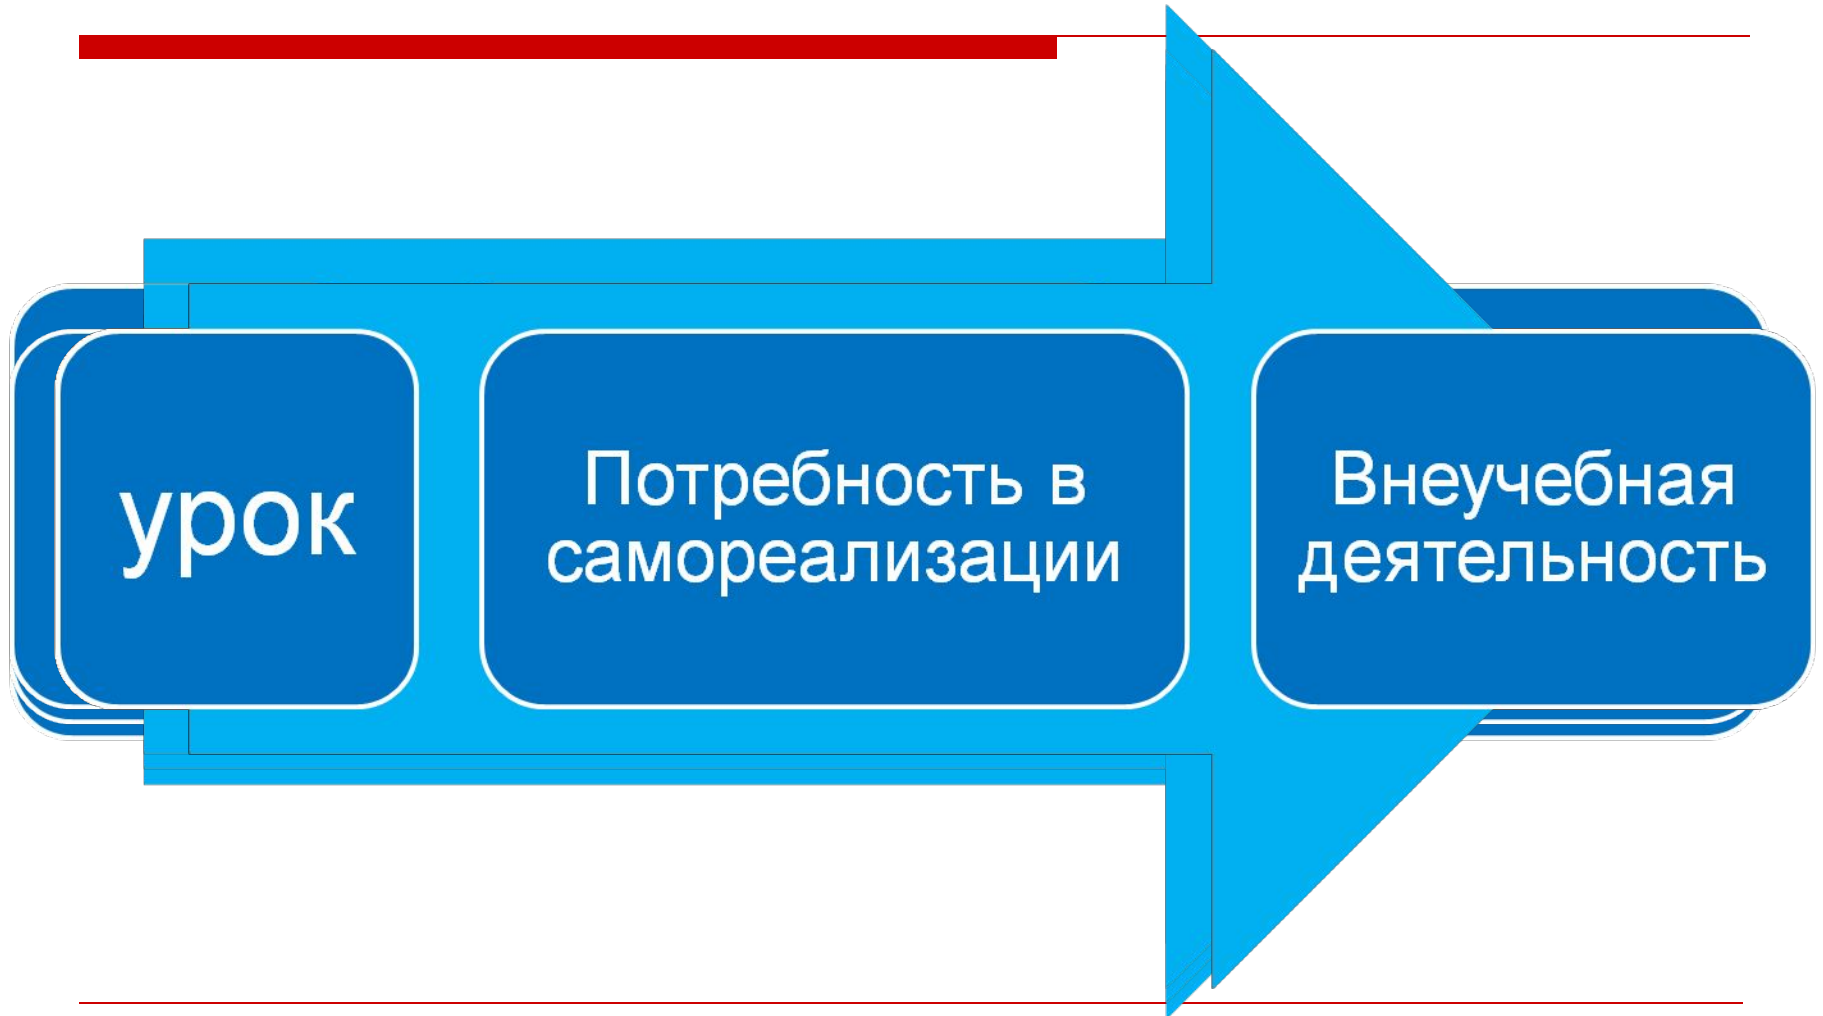 урок
Потребность в
самореализации
Внеучебная
деятельность